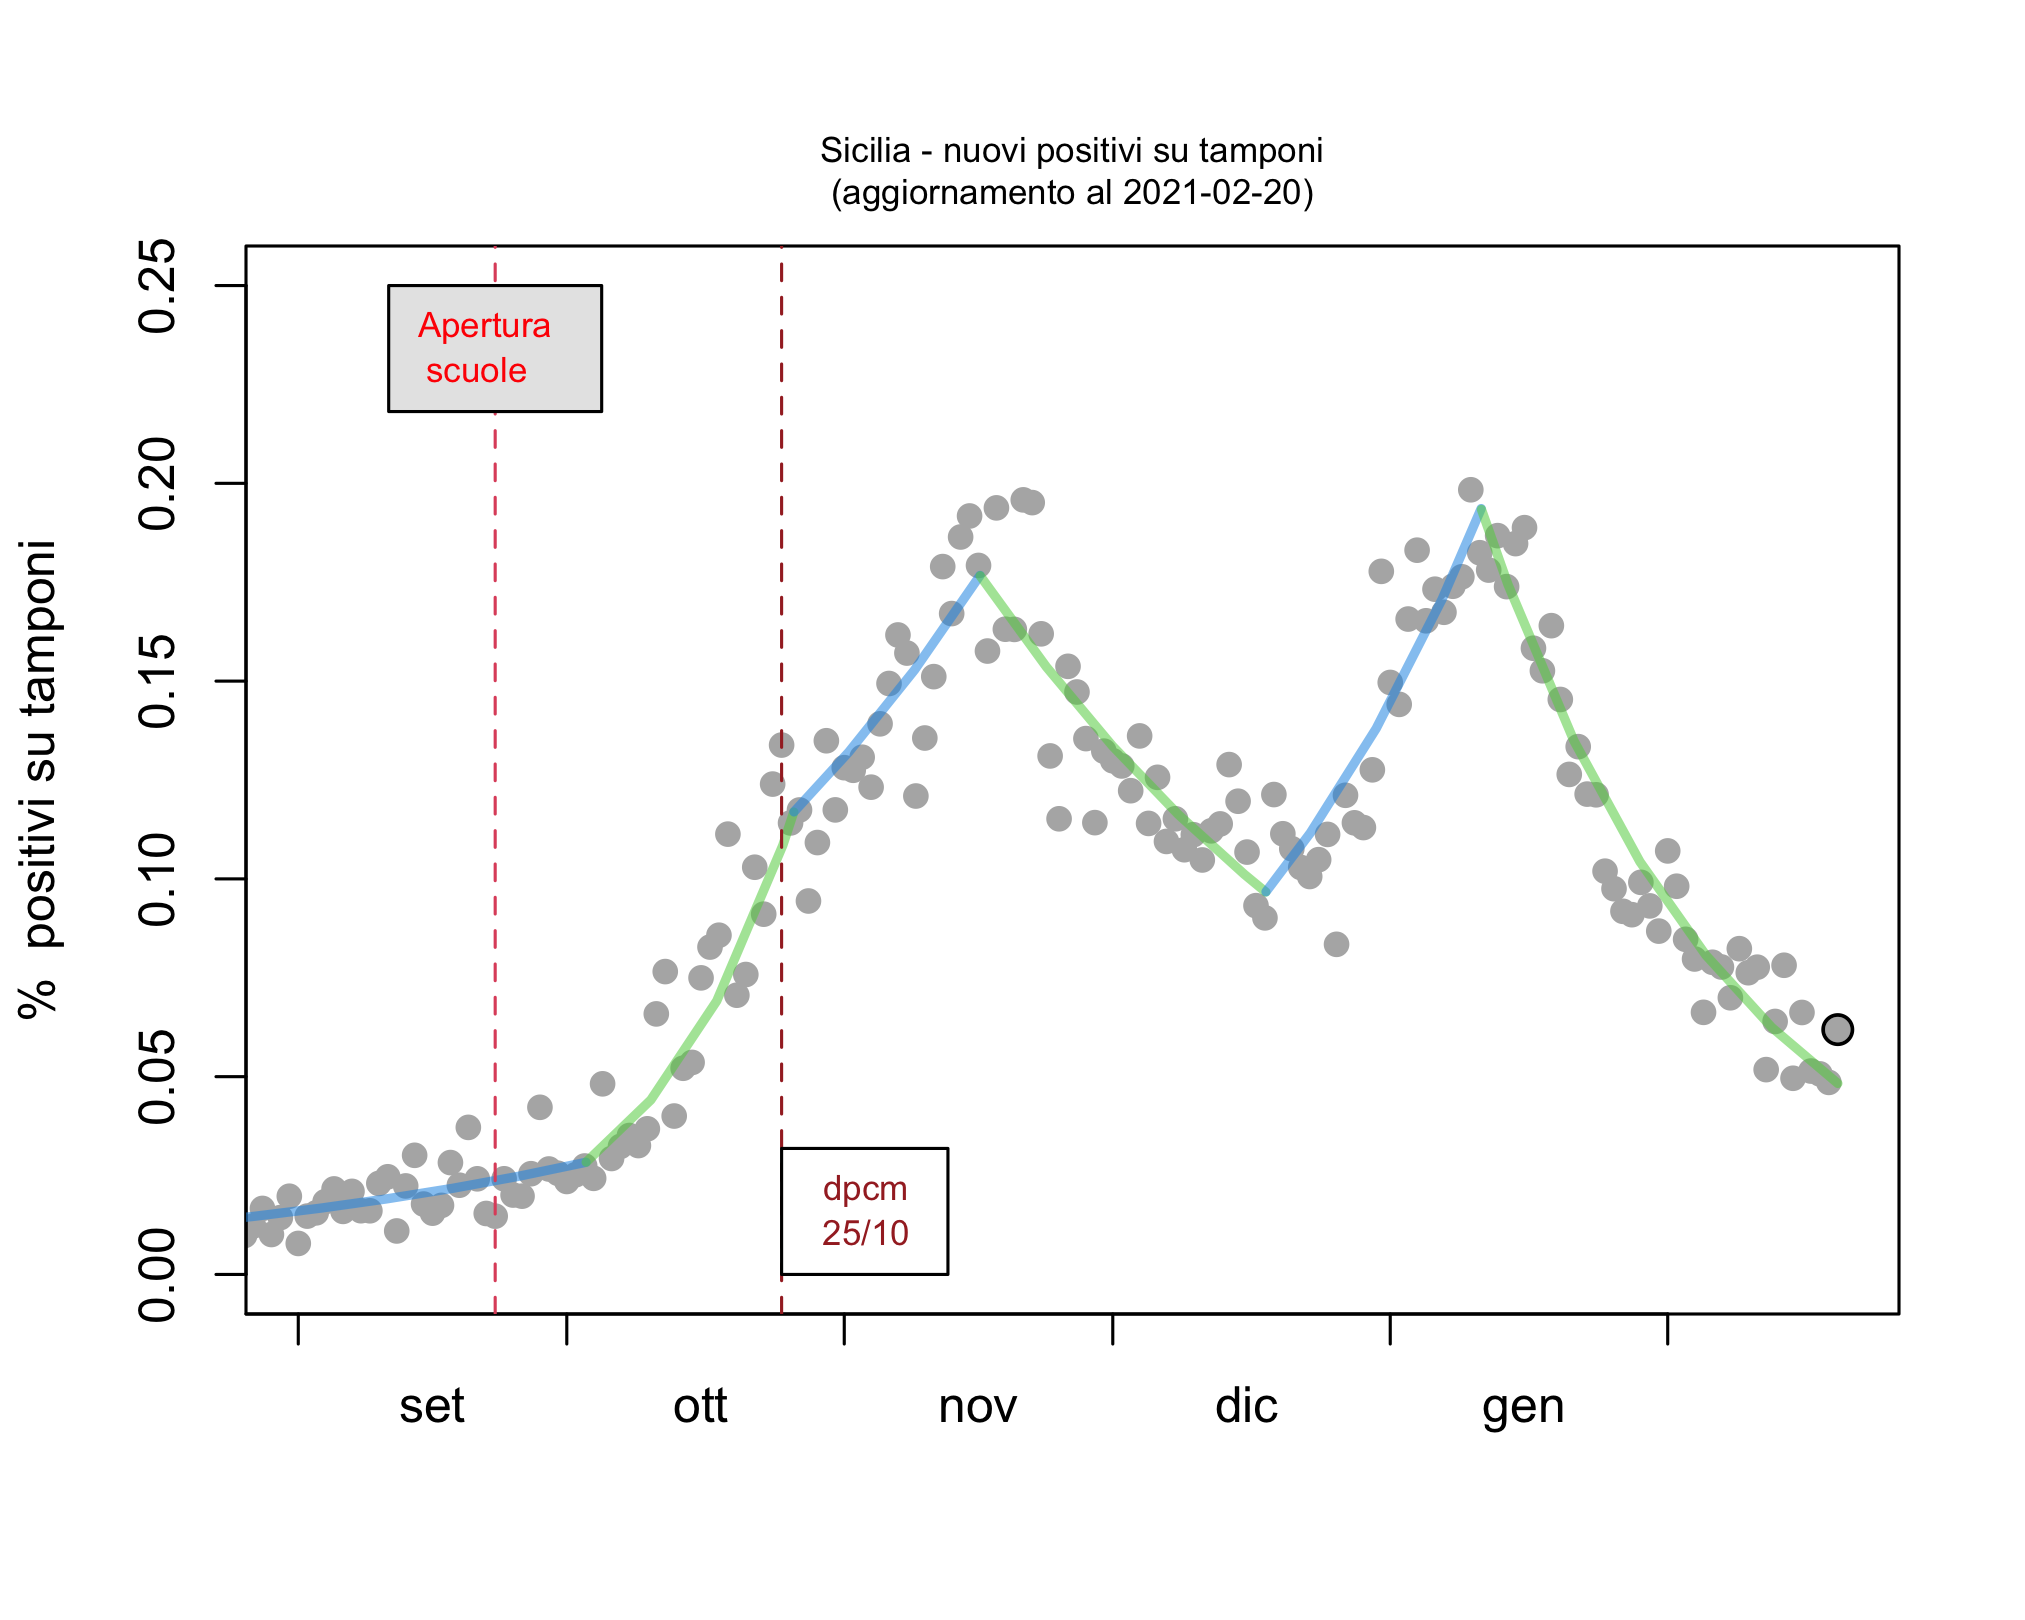 Sicilia - nuovi positivi su tamponi
(aggiornamento al 2021-02-20)
% positivi su tamponi
0.25
0.20
0.15
0.10
0.05
0.00
Apertura
scuole
dpcm
25/10
set ott nov dic gen